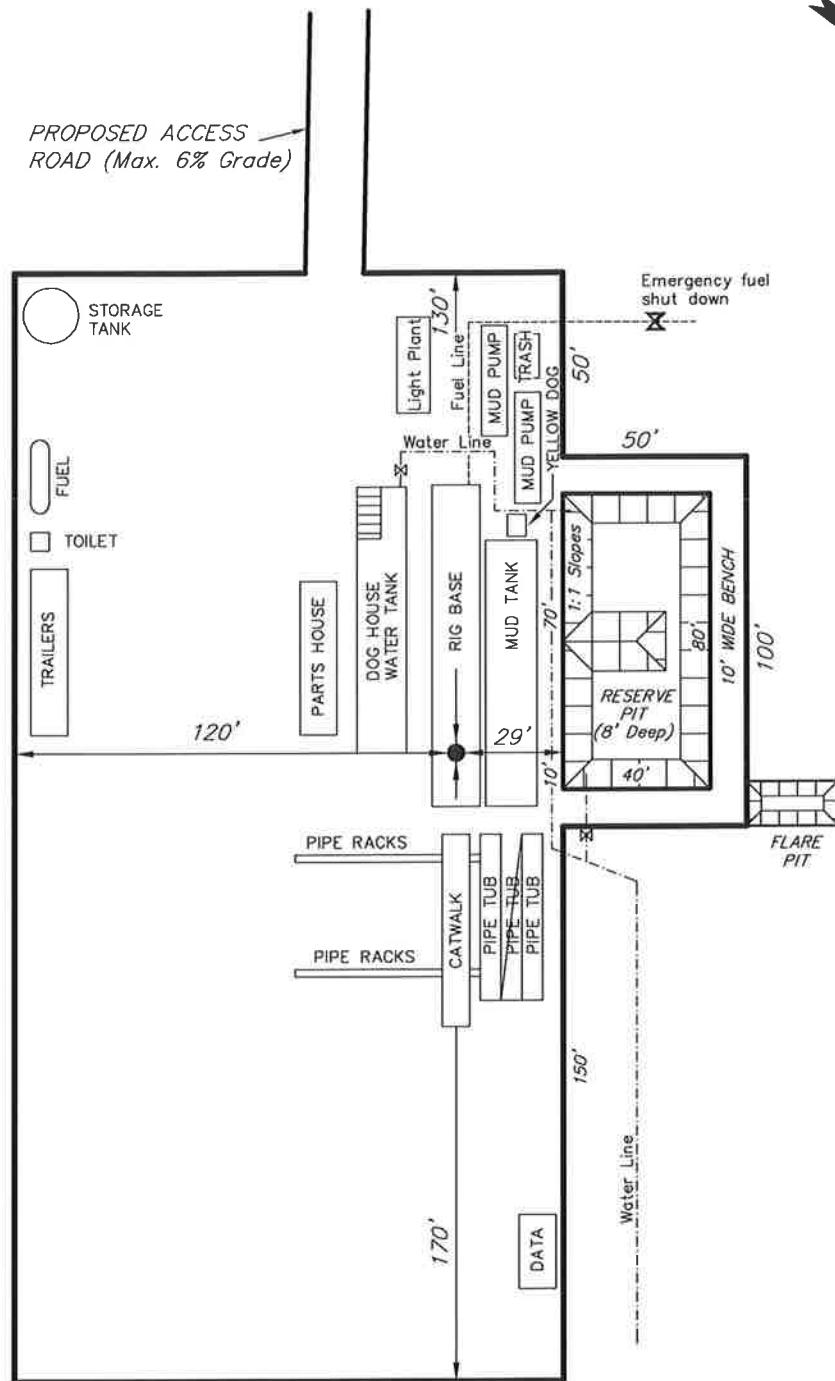 PROPOSED ACCESS
ROAD (Max. 6% Grade)
STORAGE
TANK
Light Plant
130'
Fuel Line
MUD PUMP
TRASH
MUD PUMP
YELLOW DOG
50'
Emergency fuel
shut down
50'
Water Line
FUEL
TOILET
TRAILERS
PARTS HOUSE
DOG HOUSE
WATER TANK
RIG BASE
MUD TANK
70'
1:1 Slopes
80'
10' WIDE BENCH
100'
RESERVE
PIT
(8' Deep)
120'
29'
10'
40'
FLARE
PIT
PIPE RACKS
PIPE RACKS
CATWALK
PIPE TUB
PIPE TUB
PIPE TUB
150'
170'
DATA
Water Line